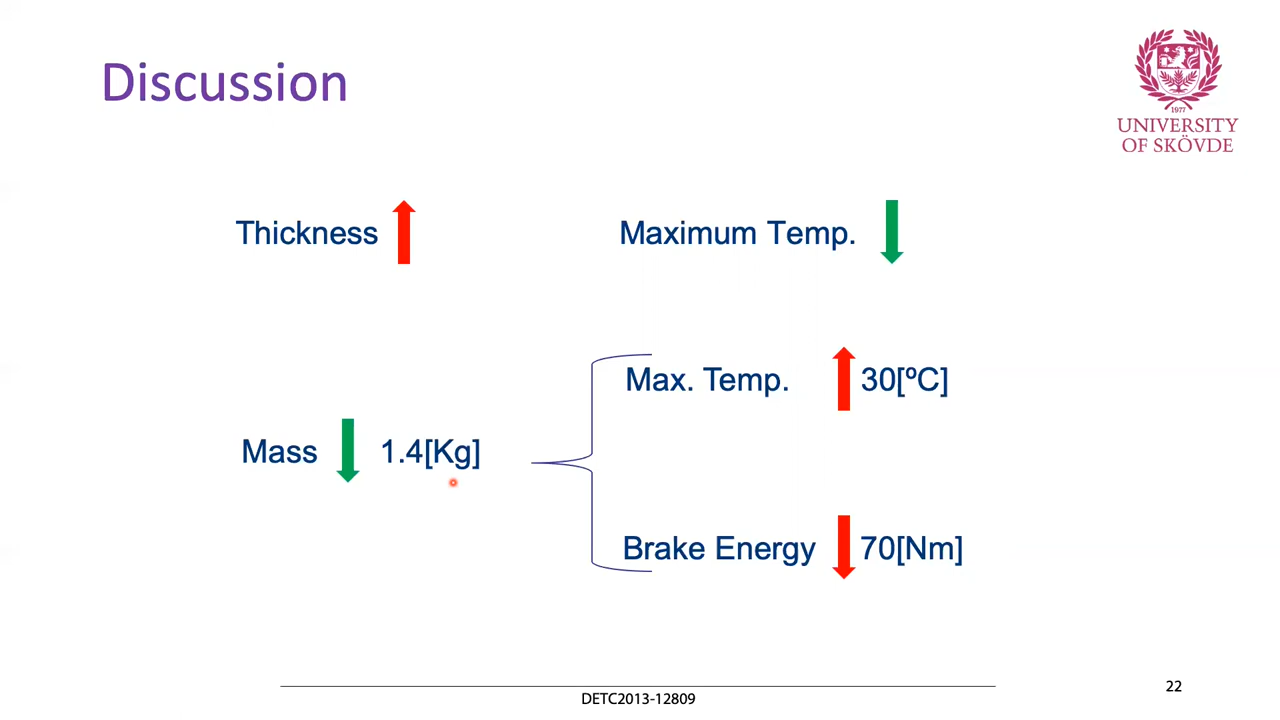 Discussion
1977
UNIVERSITY
OF SKÖVDE
Thickness
Maximum Temp.
Max. Temp.
30[ºC]
Mass
1.4[Kg]
Brake Energy
70[Nm]
DETC2013-12809
22